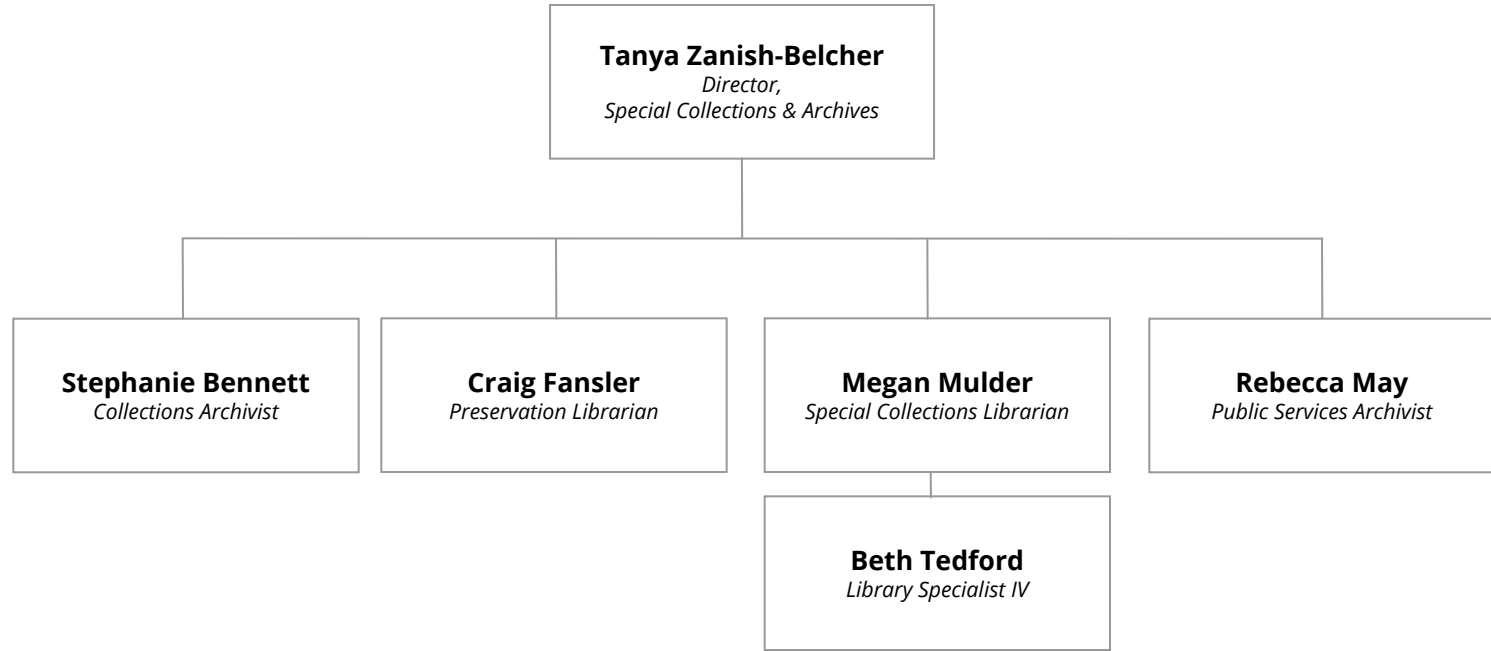 Tanya Zanish-Belcher
Director,
Special Collections & Archives
Stephanie Bennett
Collections Archivist
Craig Fansler
Preservation Librarian
Megan Mulder
Special Collections Librarian
Rebecca May
Public Services Archivist
Beth Tedford
Library Specialist IV